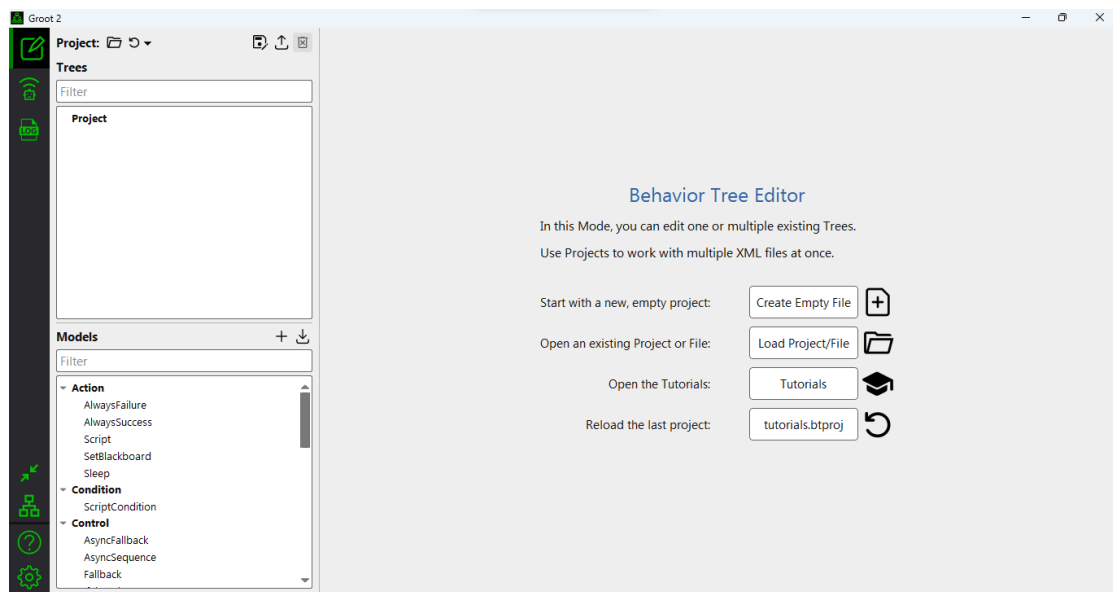 Groot 2
Project:
Trees
Filter
Project
LOG
Models
Filter
Action
AlwaysFailure
AlwaysSuccess
Script
SetBlackboard
Sleep
Condition
ScriptCondition
Control
AsyncFallback
AsyncSequence
Fallback
Behavior Tree Editor
In this Mode, you can edit one or multiple existing Trees.
Use Projects to work with multiple XML files at once.
Start with a new, empty project: Create Empty File
Open an existing Project or File: Load Project/File
Open the Tutorials: Tutorials
Reload the last project: tutorials.btproj